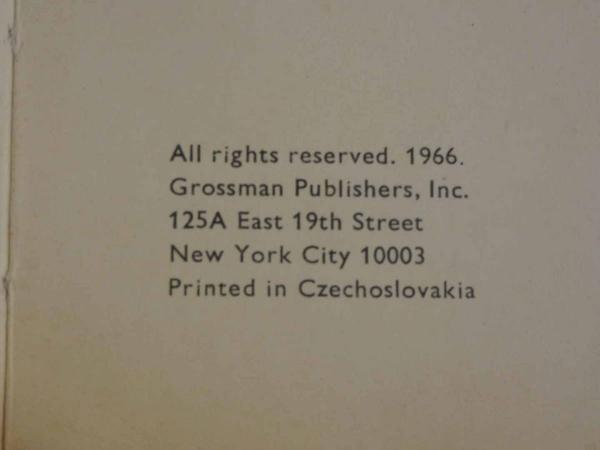 All rights reserved. 1966.
Grossman Publishers, Inc.
125A East 19th Street
New York City 10003
Printed in Czechoslovakia